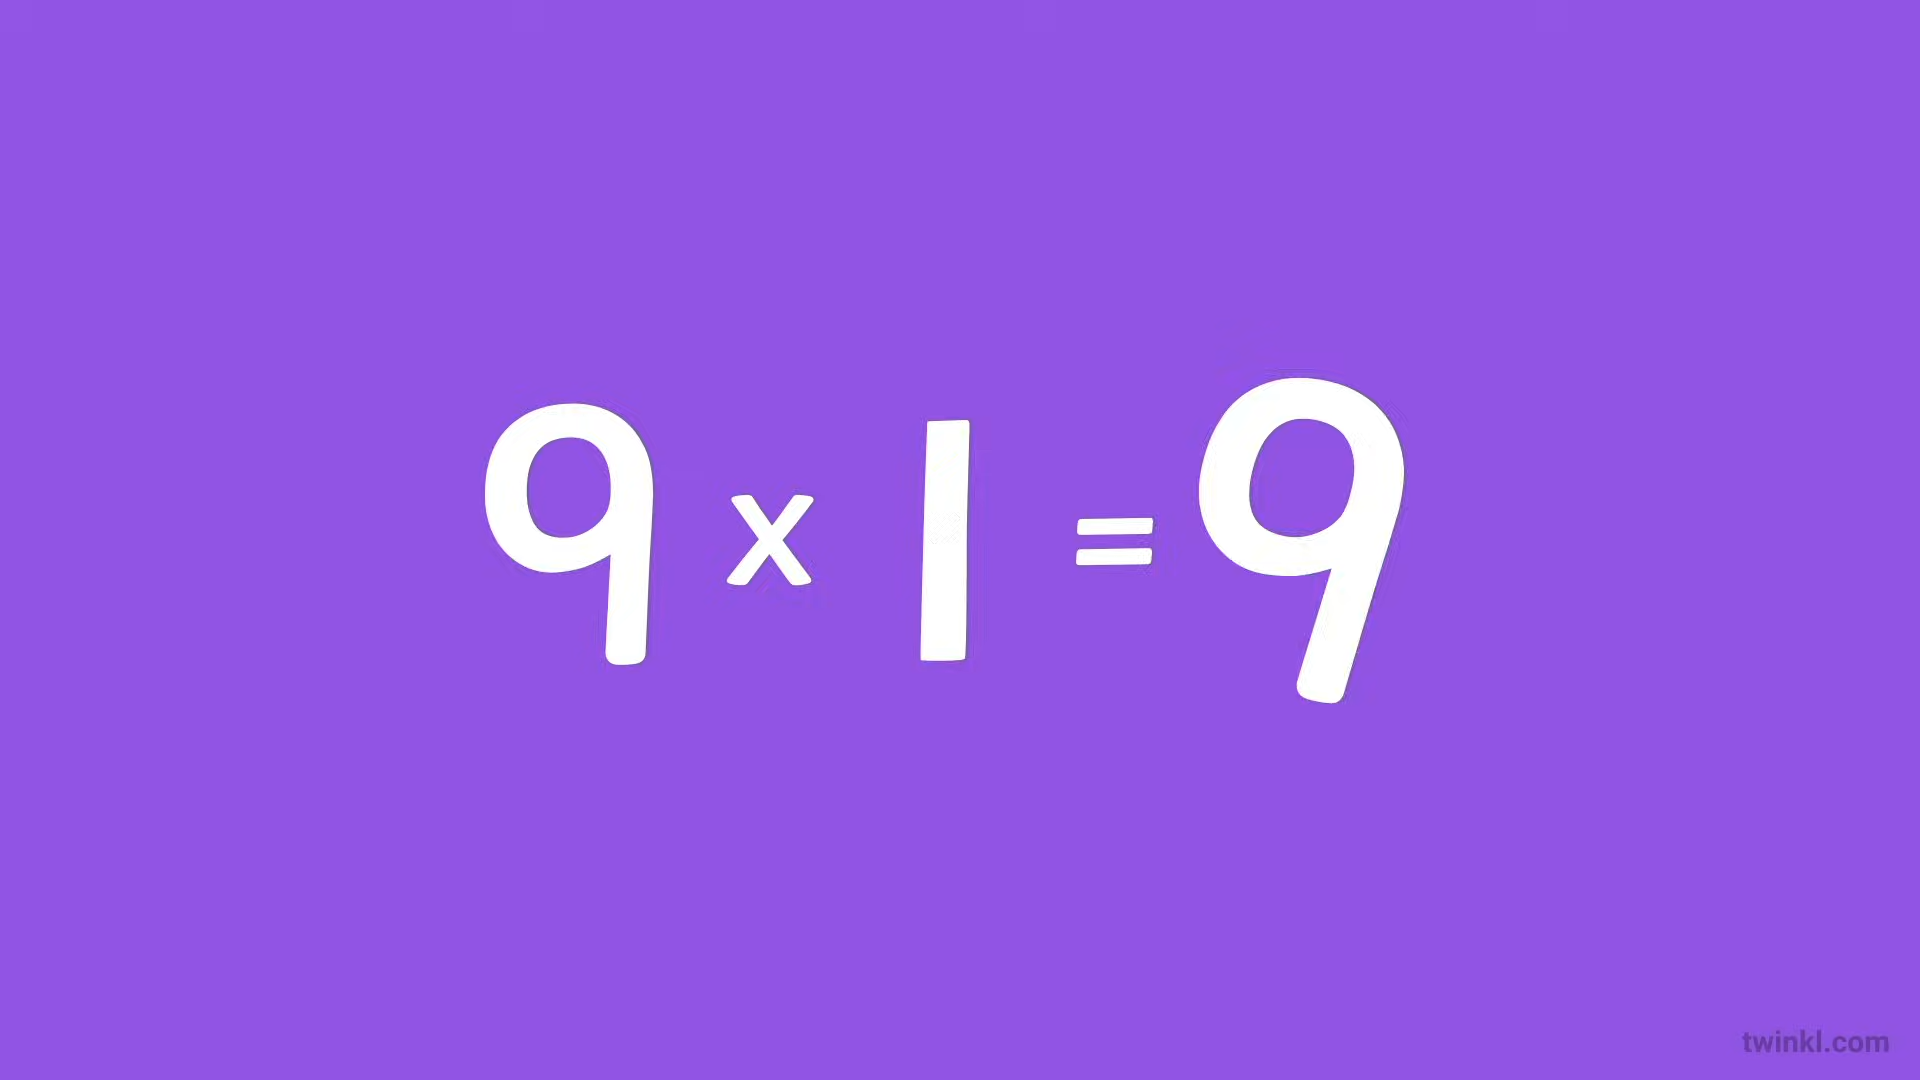 9 x 1 = 9
twinkl.com